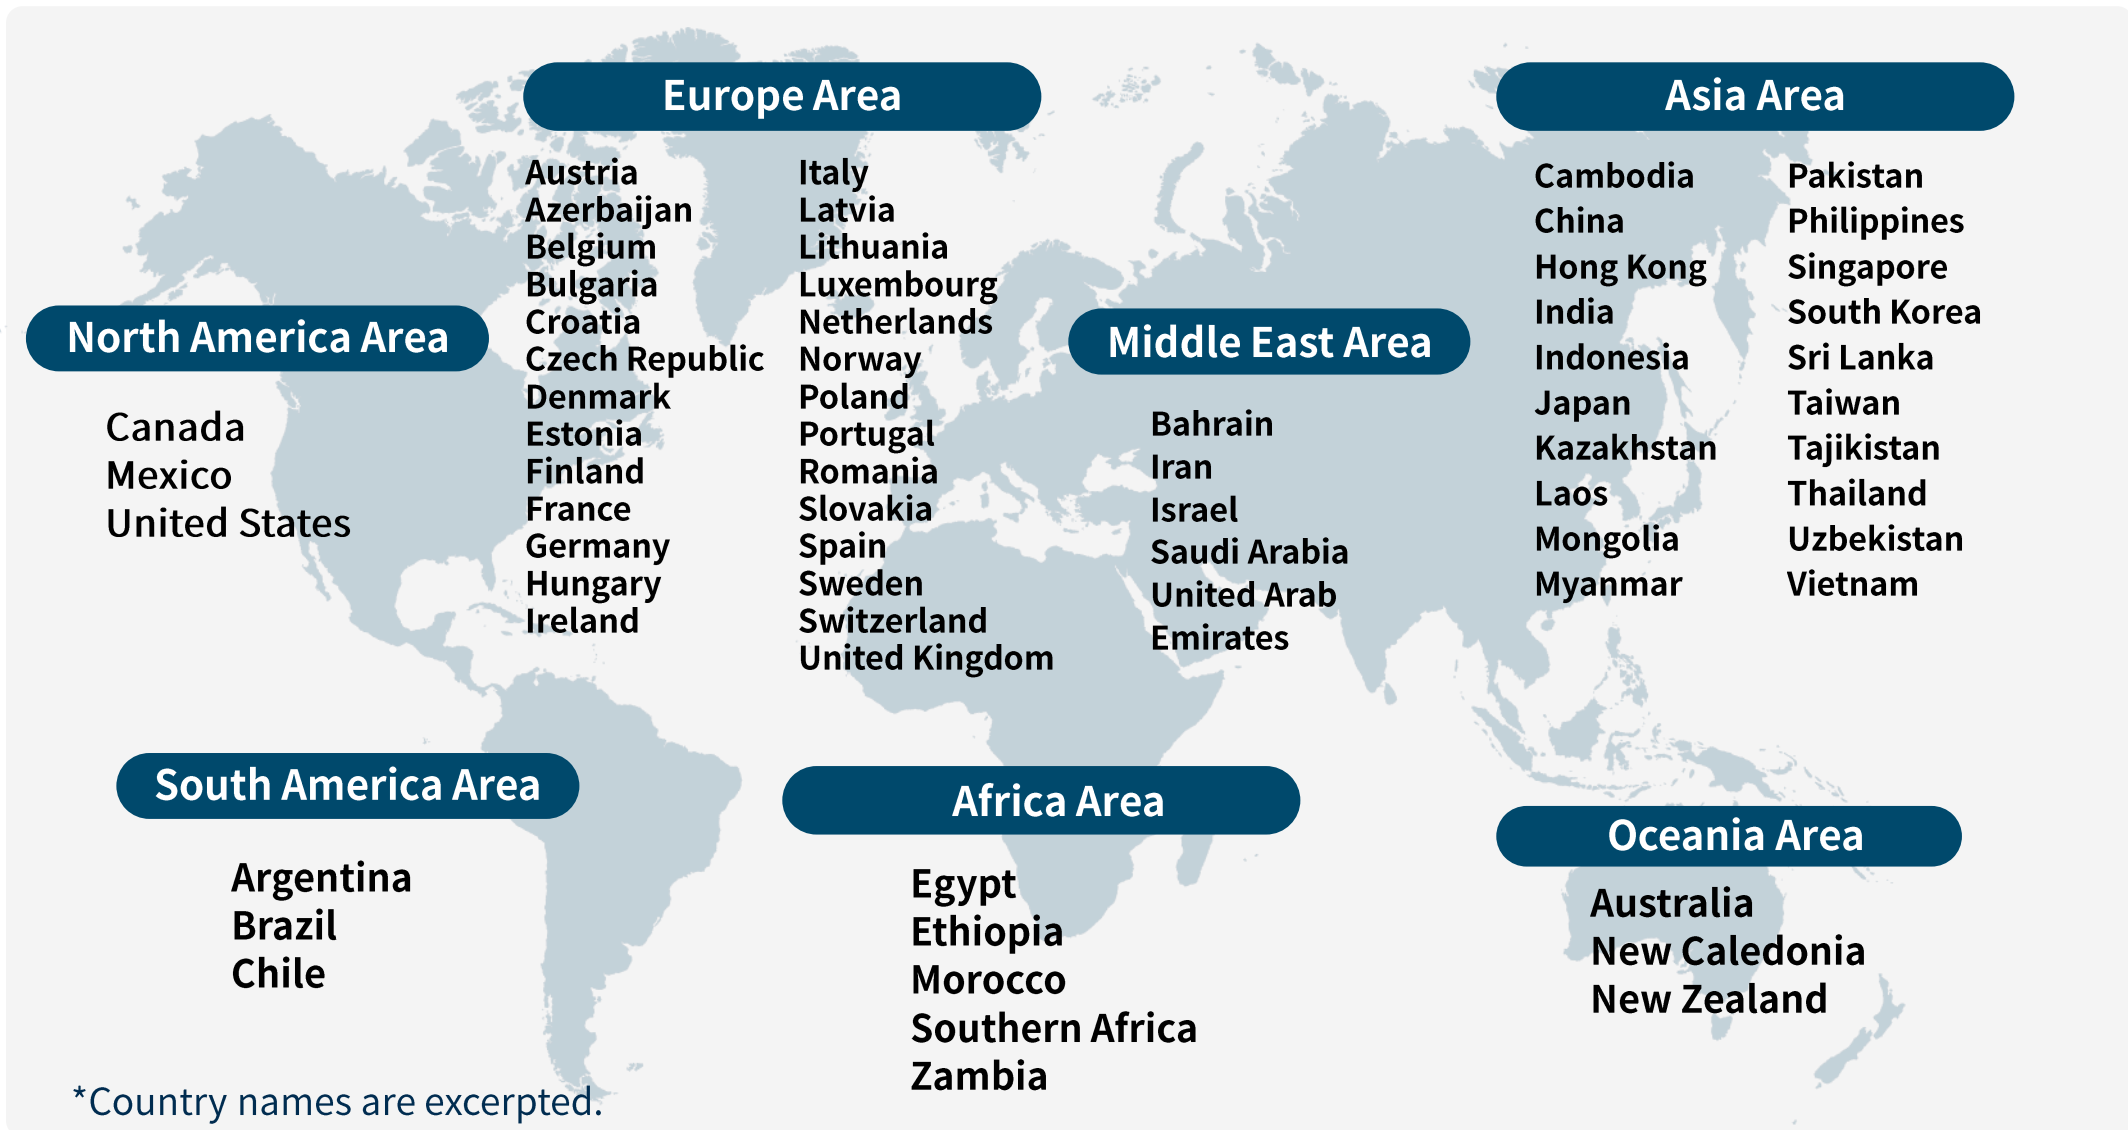 Europe Area
Austria
Azerbaijan
Belgium
Bulgaria
Croatia
Czech Republic
Denmark
Estonia
Finland
France
Germany
Hungary
Ireland
Italy
Latvia
Lithuania
Luxembourg
Netherlands
Norway
Poland
Portugal
Romania
Slovakia
Spain
Sweden
Switzerland
United Kingdom
Asia Area
Cambodia
China
Hong Kong
India
Indonesia
Japan
Kazakhstan
Laos
Mongolia
Myanmar
Pakistan
Philippines
Singapore
South Korea
Sri Lanka
Taiwan
Tajikistan
Thailand
Uzbekistan
Vietnam
North America Area
Canada
Mexico
United States
Middle East Area
Bahrain
Iran
Israel
Saudi Arabia
United Arab
Emirates
South America Area
Argentina
Brazil
Chile
Africa Area
Egypt
Ethiopia
Morocco
Southern Africa
Zambia
Oceania Area
Australia
New Caledonia
New Zealand
*Country names are excerpted.